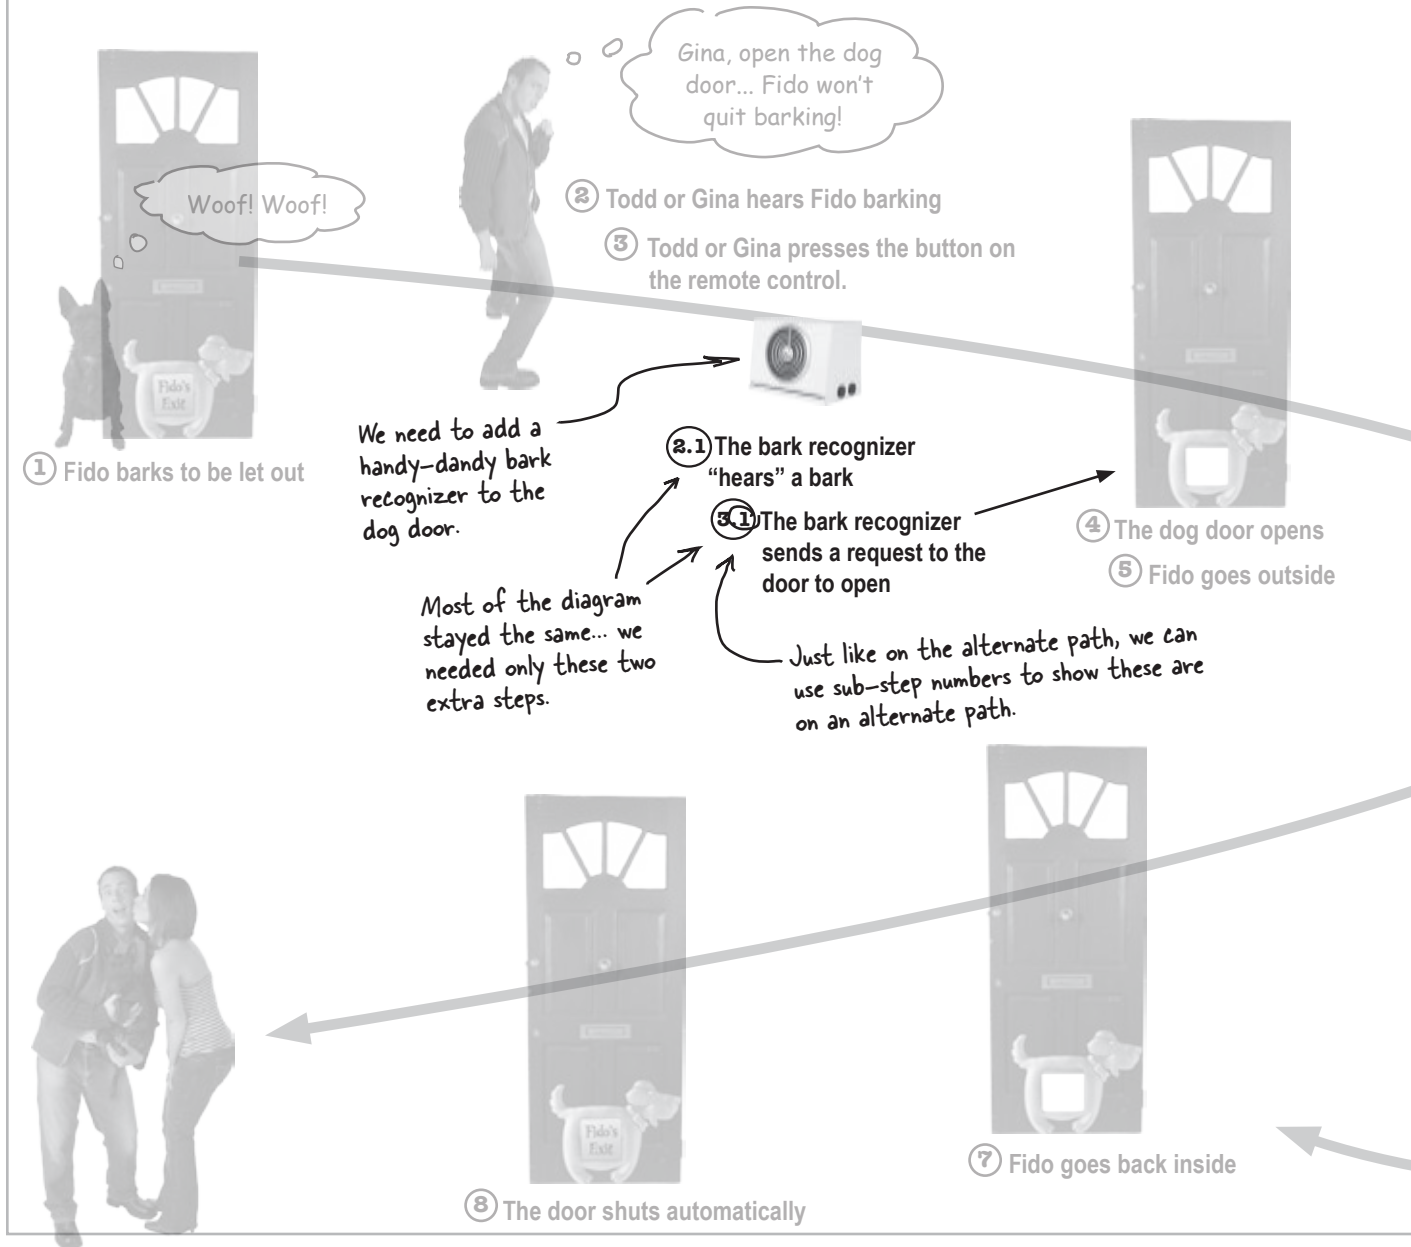 Gina, open the dog
door... Fido won't
quit barking!
Woof! Woof!
2 Todd or Gina hears Fido barking
3 Todd or Gina presses the button on
the remote control.
Fido's
Exit
1 Fido barks to be let out
We need to add a
handy-dandy bark
recognizer to the
dog door.
2.1 The bark recognizer
“hears” a bark
3.1 The bark recognizer
sends a request to the
door to open
4 The dog door opens
5 Fido goes outside
Most of the diagram
stayed the same... we
needed only these two
extra steps.
Just like on the alternate path, we can
use sub-step numbers to show these are
on an alternate path.
Fido's
Exit
7 Fido goes back inside
8 The door shuts automatically